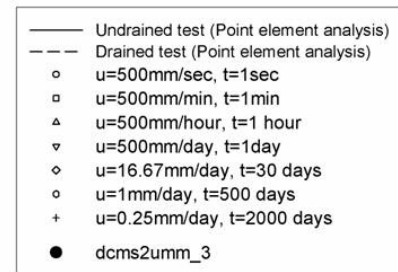 Undrained test (Point element analysis)
Drained test (Point element analysis)
u=500mm/sec, t=1sec
u=500mm/min, t=1min
u=500mm/hour, t=1 hour
u=500mm/day, t=1day
u=16.67mm/day, t=30 days
u=1mm/day, t=500 days
u=0.25mm/day, t=2000 days
dcms2umm_3